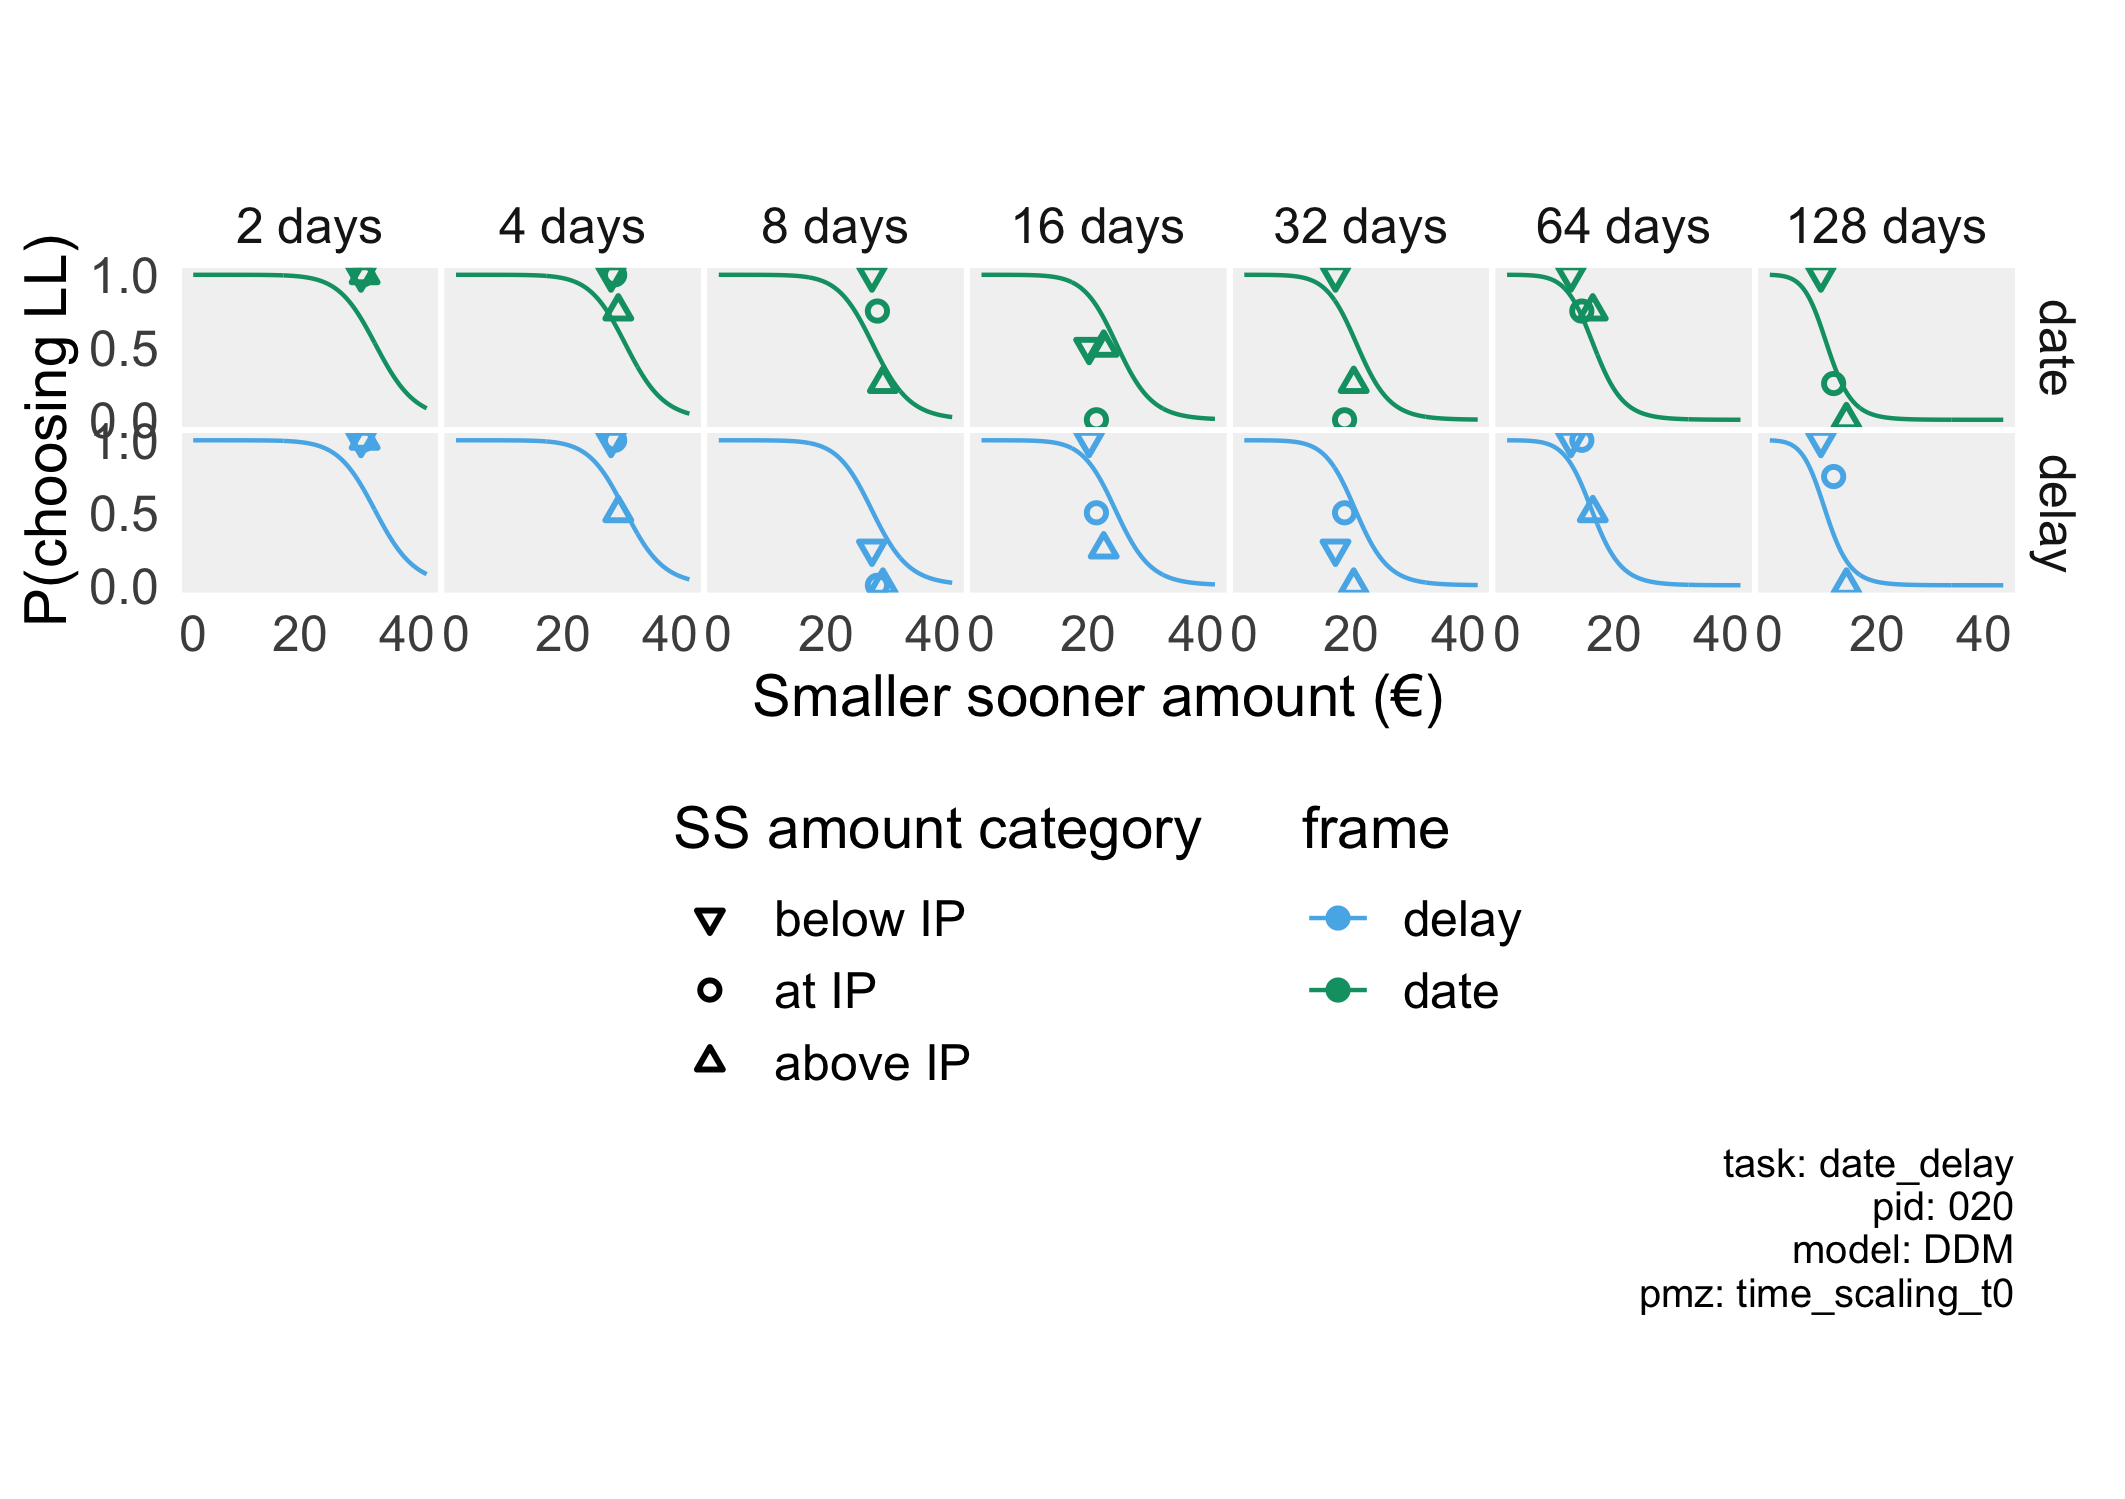 2 days 4 days 8 days 16 days 32 days 64 days 128 days
P(choosing LL)
1.0
0.5
0.0
date
1.0
0.5
0.0
delay
0 20 40 0 20 40 0 20 40 0 20 40 0 20 40 0 20 40 0 20 40
Smaller sooner amount (€)
SS amount category
below IP
at IP
above IP
frame
delay
date
task: date_delay
pid: 020
model: DDM
pmz: time_scaling_t0